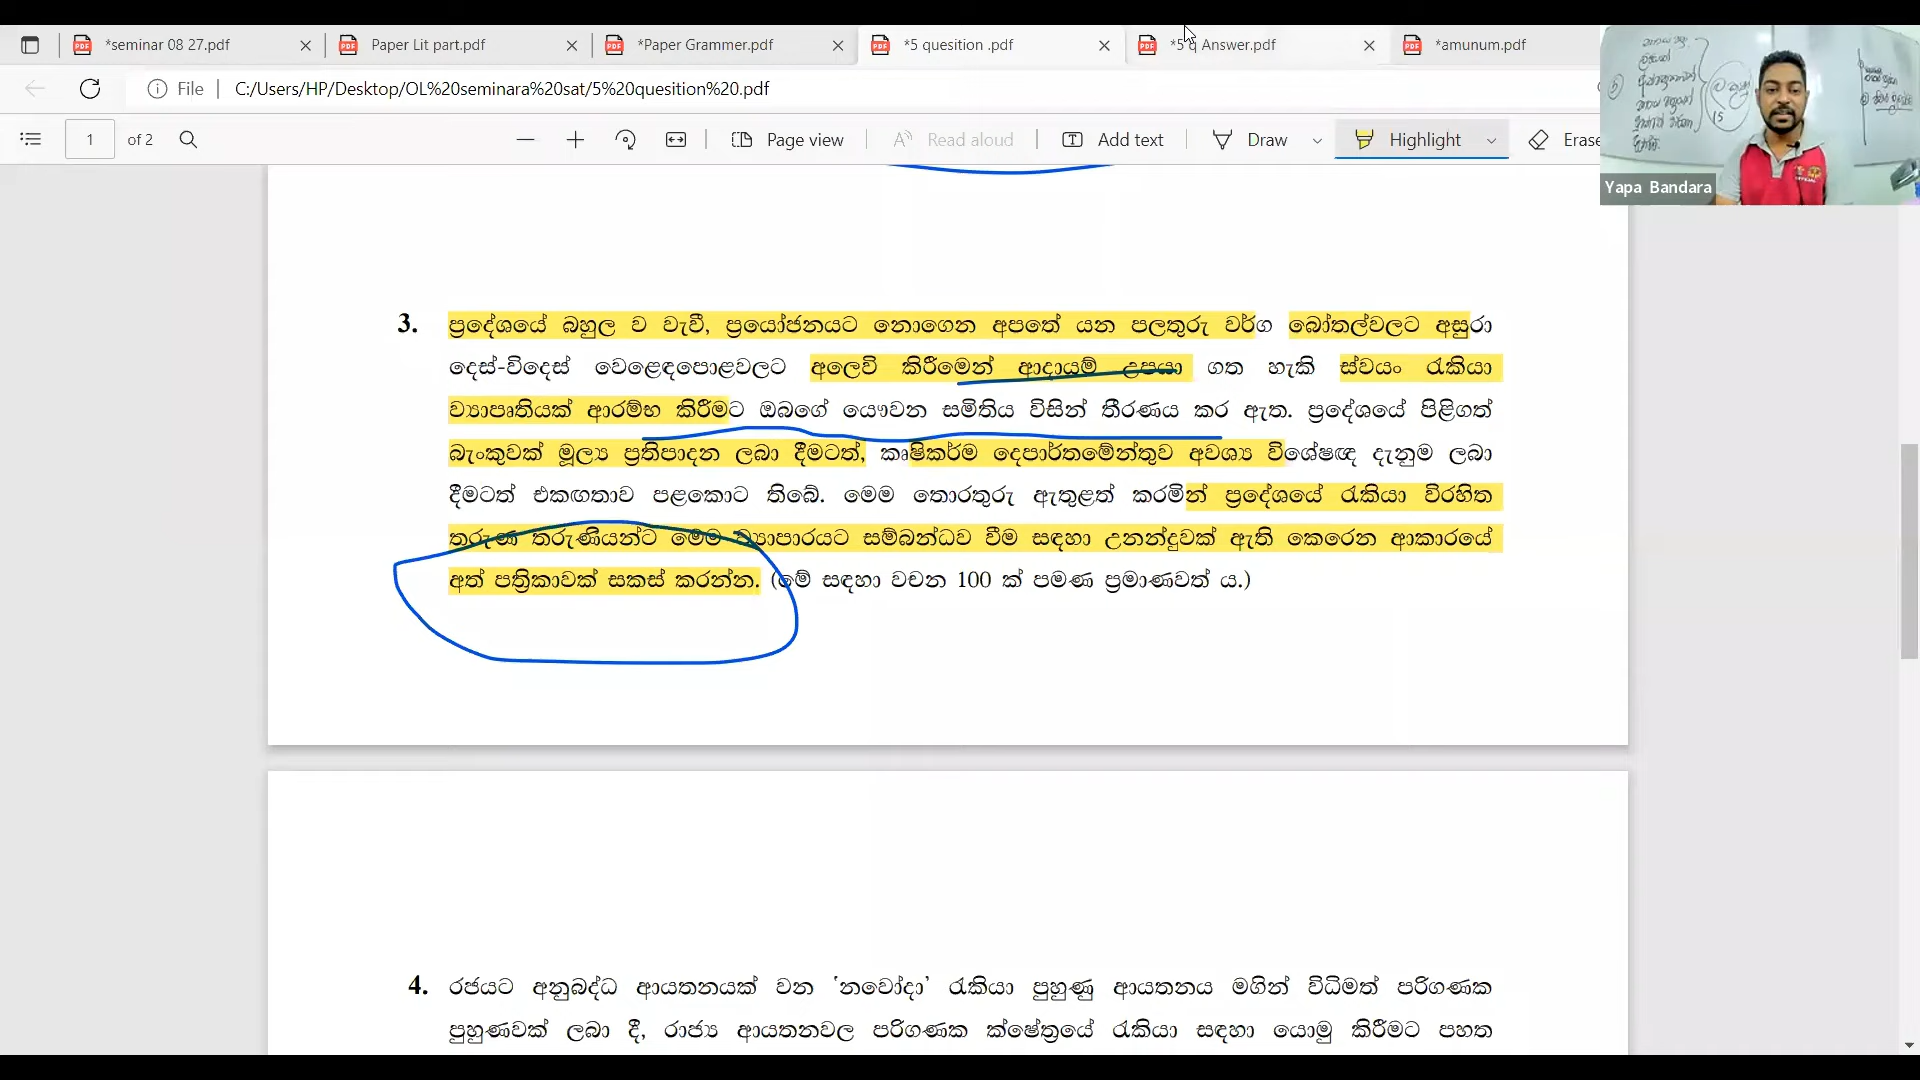 *seminar 08 27.pdf
Paper Lit part.pdf
*Paper Grammer.pdf
*5 quesition .pdf
*5 q Answer.pdf
*amunum.pdf
File
C:/Users/HP/Desktop/OL%20seminara%20sat/5%20quesition%20.pdf
1 of 2
Page view
Read aloud
Add text
Draw
Highlight
Erase
Yapa Bandara
3. ප්‍රදේශයේ බහුල ව වැවී, ප්‍රයෝජනයට නොගෙන අපතේ යන පලතුරු වර්ග බෝතල්වලට අසුරා
දෙස්-විදෙස් වෙළෙඳපොළවලට අලෙවි කිරීමෙන් ආදායම් උපයා ගත හැකි ස්වයං රැකියා
ව්‍යාපෘතියක් ආරම්භ කිරීමට ඔබගේ යෞවන සමිතිය විසින් තීරණය කර ඇත. ප්‍රදේශයේ පිළිගත්
බැංකුවක් මූල්‍ය ප්‍රතිපාදන ලබා දීමටත්, කෘෂිකර්ම දෙපාර්තමේන්තුව අවශ්‍ය විශේෂඥ දැනුම ලබා
දීමටත් එකඟතාව පළකොට තිබේ. මෙම තොරතුරු ඇතුළත් කරමින් ප්‍රදේශයේ රැකියා විරහිත
තරුණ තරුණියන්ට මෙම ව්‍යාපාරයට සම්බන්ධව වීම සඳහා උනන්දුවක් ඇති කෙරෙන ආකාරයේ
අත් පත්‍රිකාවක් සකස් කරන්න. (මේ සඳහා වචන 100 ක් පමණ ප්‍රමාණවත් ය.)
4. රජයට අනුබද්ධ ආයතනයක් වන 'නවෝදා' රැකියා පුහුණු ආයතනය මගින් විධිමත් පරිගණක
පුහුණවක් ලබා දී, රාජ්‍ය ආයතනවල පරිගණක ක්ෂේත්‍රයේ රැකියා සඳහා යොමු කිරීමට පහත